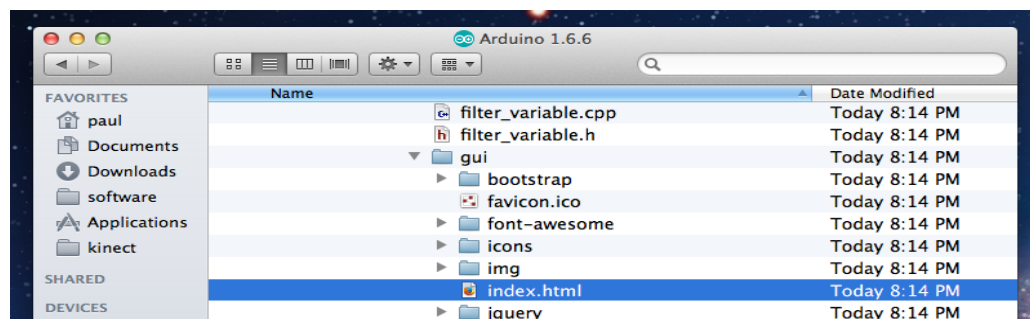 Arduino 1.6.6
FAVORITES
paul
Documents
Downloads
software
Applications
kinect
SHARED
DEVICES
Name Date Modified
filter_variable.cpp Today 8:14 PM
filter_variable.h Today 8:14 PM
gui Today 8:14 PM
bootstrap Today 8:14 PM
favicon.ico Today 8:14 PM
font-awesome Today 8:14 PM
icons Today 8:14 PM
img Today 8:14 PM
index.html Today 8:14 PM
jquery Today 8:14 PM